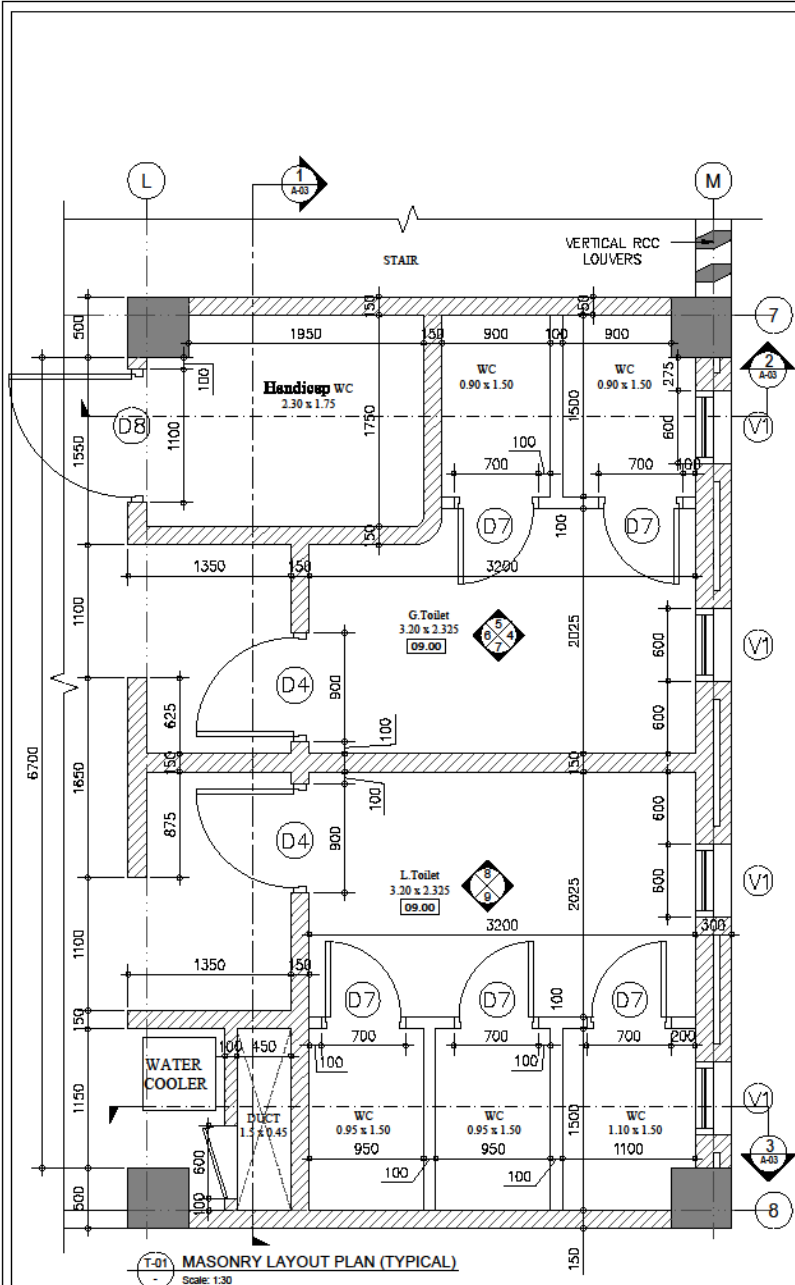 L
1
A-03
M
VERTICAL RCC
LOUVERS
STAIR
500
150
150
7
1950
150
900
100
900
2
A-03
100
Handicap WC
2.30 x 1.75
WC
0.90 x 1.50
WC
0.90 x 1.50
275
D8
1550
1100
1750
1500
600
V1
100
700
700
100
D7
100
D7
150
1350
150
3200
1100
G.Toilet
3.20 x 2.325
09.00
5
6 4
7
2025
600
V1
D4
900
625
100
600
6700
1650
150
150
100
875
D4
900
600
L.Toilet
3.20 x 2.325
09.00
8
9
2025
600
V1
3200
300
1100
1350
150
D7
D7
D7
100
150
100
450
700
700
700
200
100
100
WATER
COOLER
1150
DUCT
1.5 x 0.45
WC
0.95 x 1.50
WC
0.95 x 1.50
WC
1.10 x 1.50
1500
V1
950
950
1100
3
A-03
600
100
100
100
500
8
150
T-01
-
MASONRY LAYOUT PLAN (TYPICAL)
Scale: 1:30